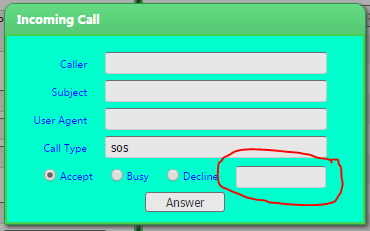 Incoming Call
Caller
Subject
User Agent
Call Type sos
Accept Busy Decline
Answer